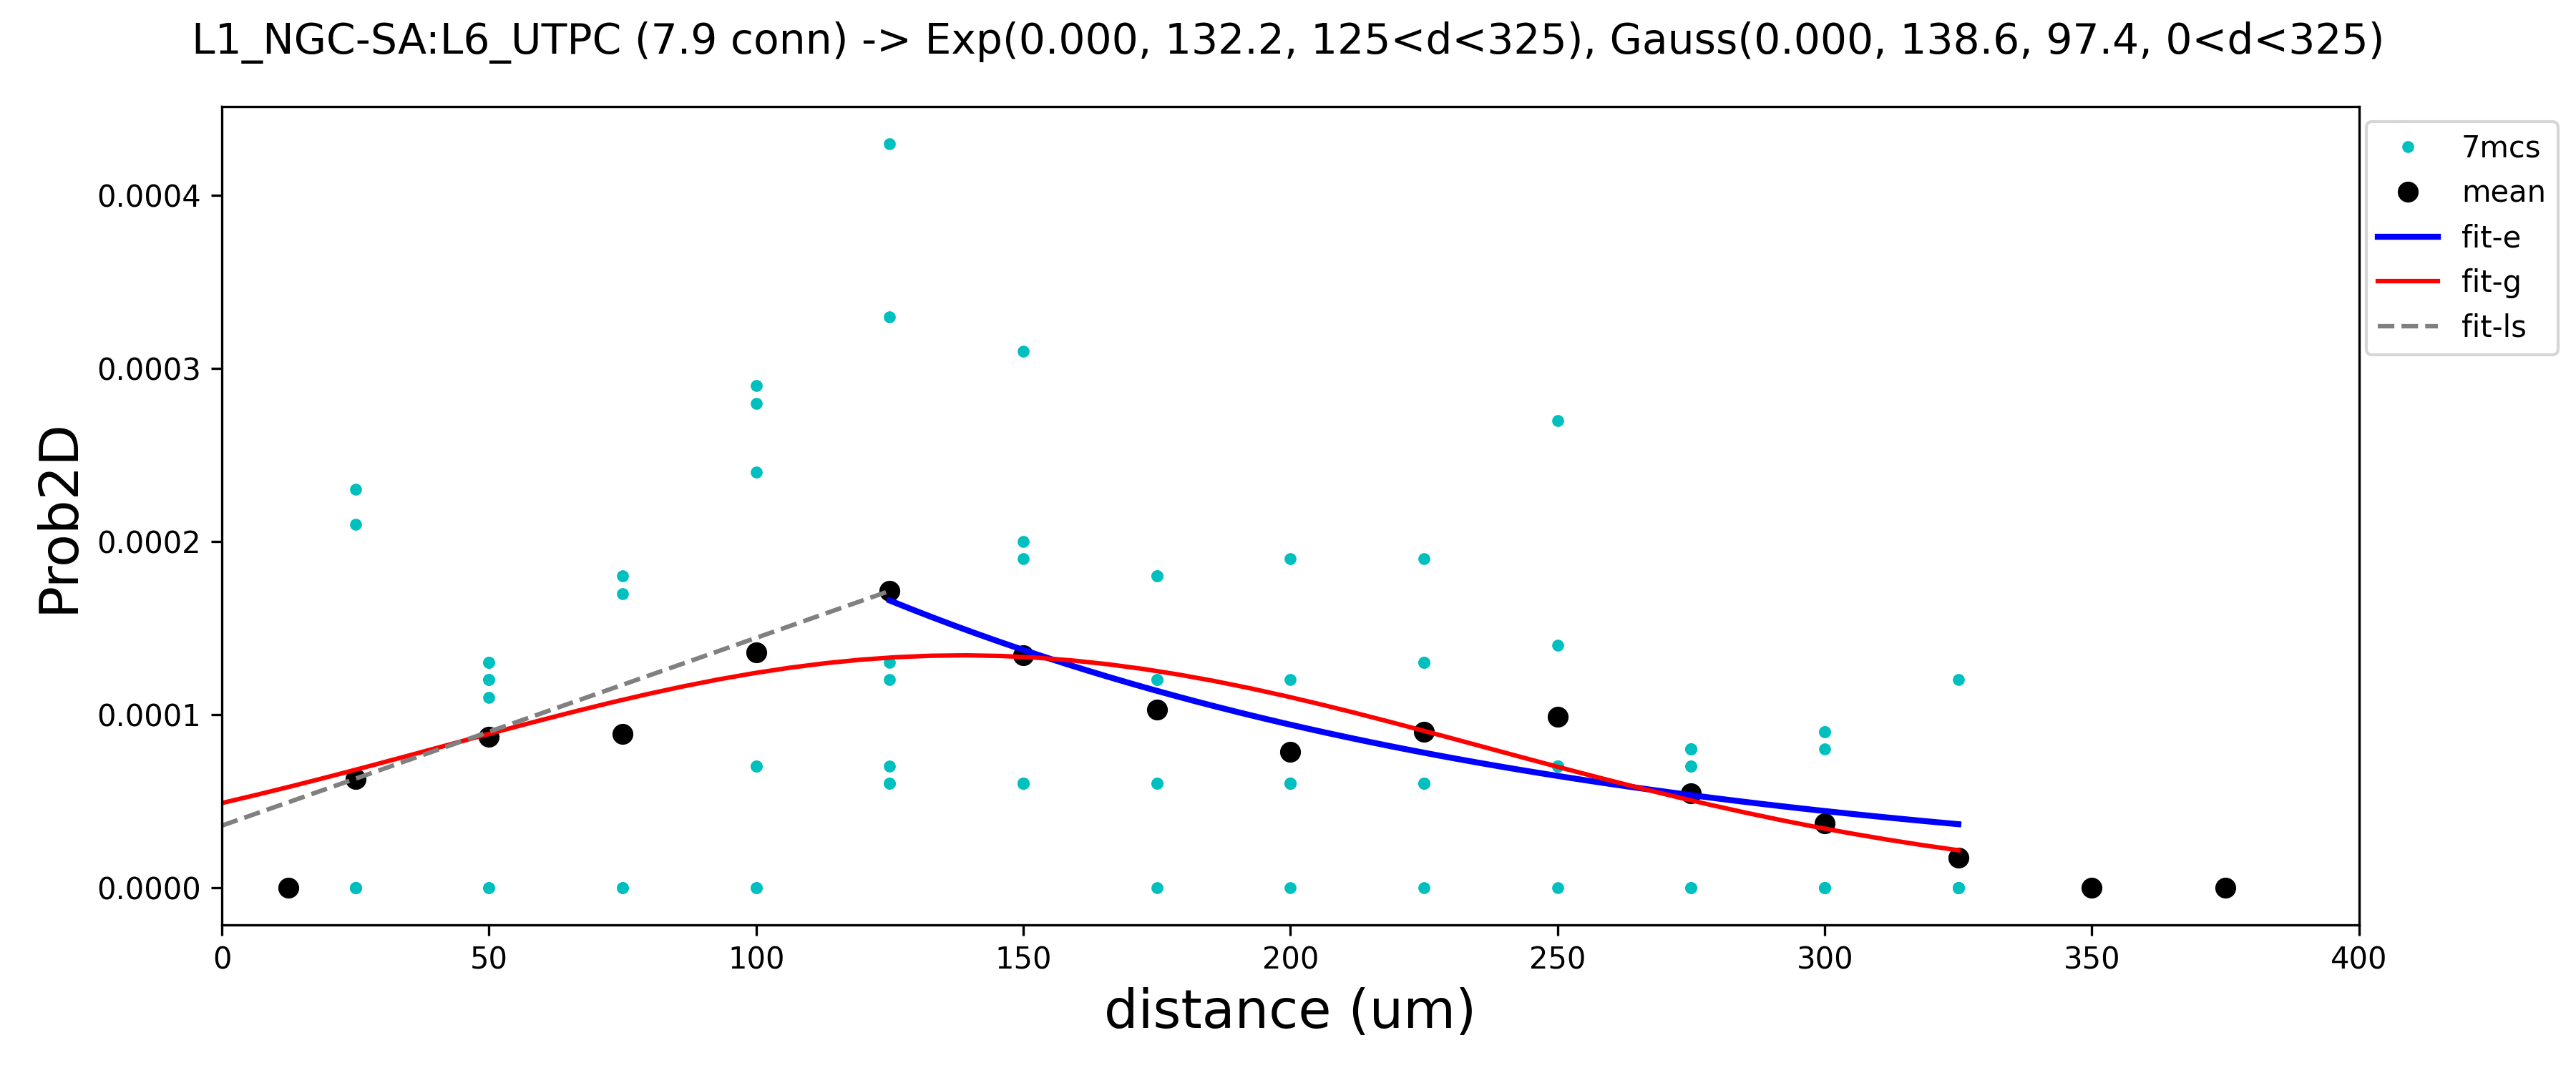 L1_NGC-SA:L6_UTPC (7.9 conn) -> Exp(0.000, 132.2, 125<d<325), Gauss(0.000, 138.6, 97.4, 0<d<325)
7mcs
mean
fit-e
fit-g
fit-ls
Prob2D
0.0004
0.0003
0.0002
0.0001
0.0000
0 50 100 150 200 250 300 350 400
distance (um)